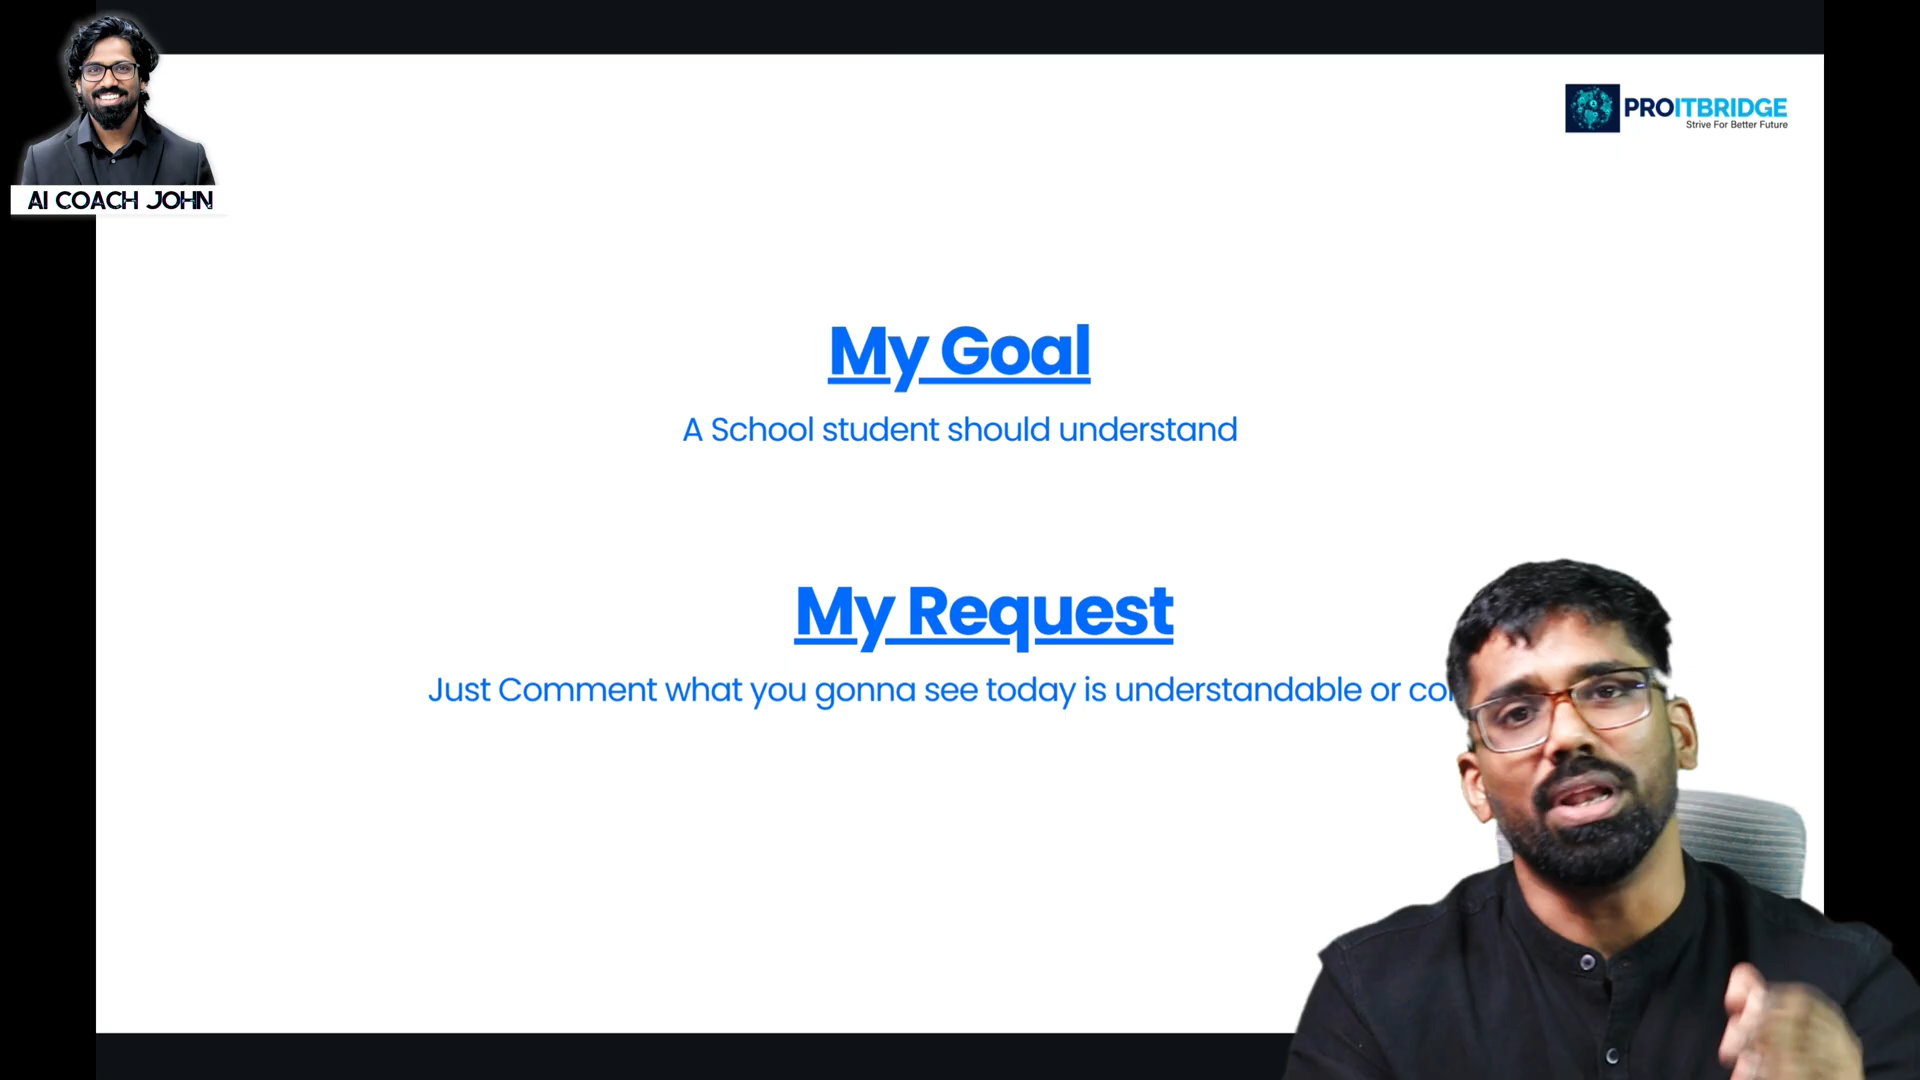 PROITBRIDGE
Strive For Better Future
AI COACH JOHN
My Goal
A School student should understand
My Request
Just Comment what you gonna see today is understandable or